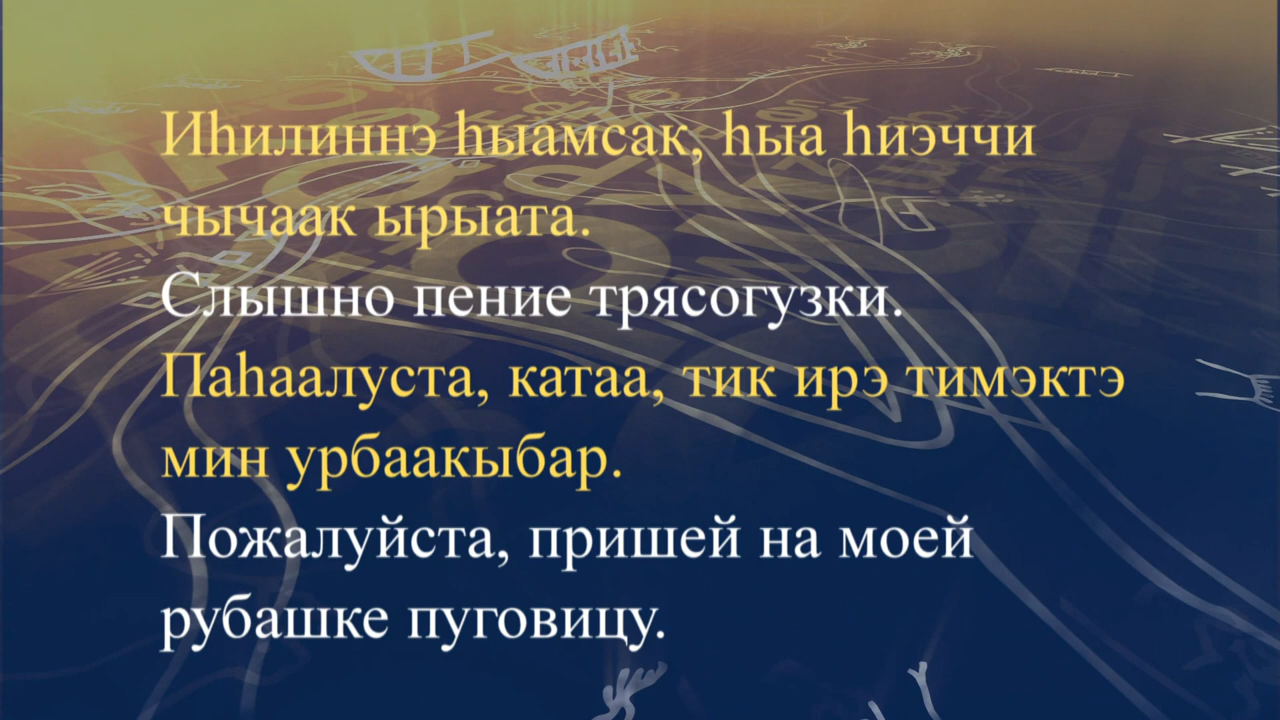 Иһилиннэ һыамсак, һыа һиэччи
чычаак ырыата.
Слышно пение трясогузки.
Паһаалуста, катаа, тик ирэ тимэктэ
мин урбаакыбар.
Пожалуйста, пришей на моей
рубашке пуговицу.